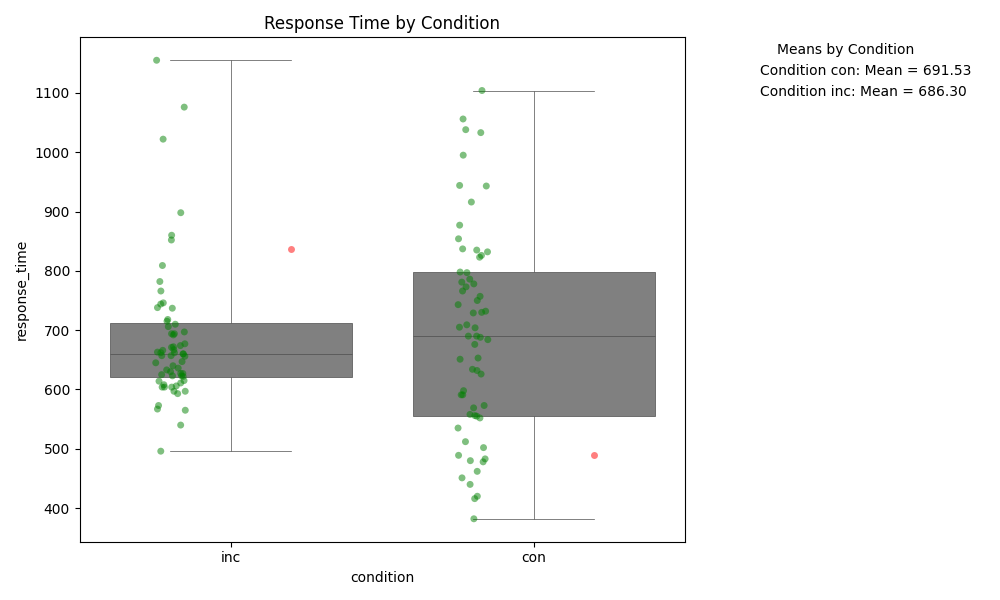 Response Time by Condition
Means by Condition
Condition con: Mean = 691.53
Condition inc: Mean = 686.30
response_time
1100
1000
900
800
700
600
500
400
inc con
condition